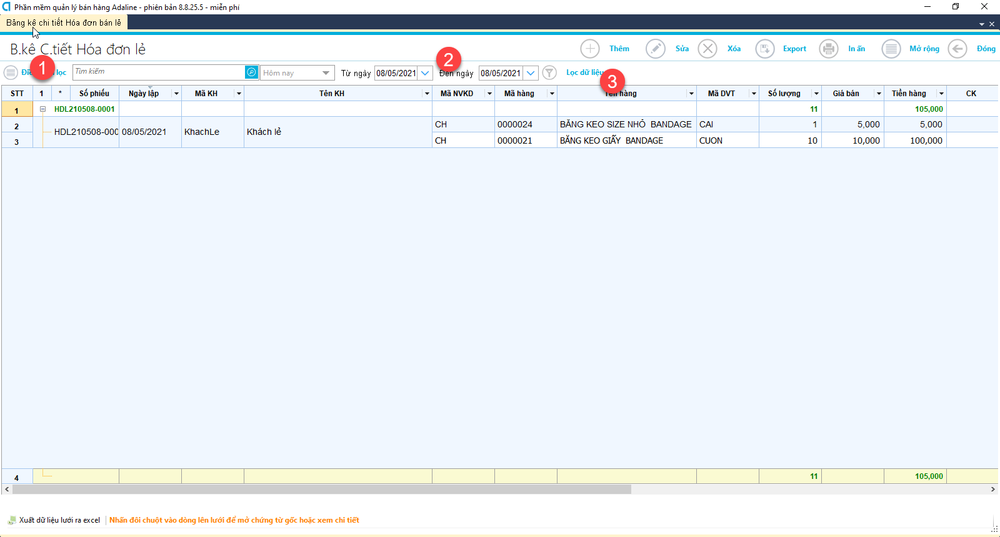 Phần mềm quản lý bán hàng Adaline - phiên bản 8.8.25.5 - miễn phí
Bảng kê chi tiết Hóa đơn bán lẻ
B.kê C.tiết Hóa đơn lẻ
Thêm Sửa Xóa Export In ấn Mở rộng Đóng
1 lọc Tìm kiếm Hôm nay Từ ngày 08/05/2021 2 Đến ngày 08/05/2021 Lọc dữ liệu 3
STT 1 * Số phiếu Ngày lập Mã KH Tên KH Mã NVKD Mã hàng Tên hàng Mã DVT Số lượng Giá bán Tiền hàng CK
1 HDL210508-0001 11 105,000
2 HDL210508-000 08/05/2021 KhachLe Khách lẻ CH 0000024 BĂNG KEO SIZE NHỎ BANDAGE CAI 1 5,000 5,000
3 CH 0000021 BĂNG KEO GIẤY BANDAGE CUON 10 10,000 100,000
4 11 105,000
Xuất dữ liệu lưới ra excel Nhấn đôi chuột vào dòng lên lưới để mở chứng từ gốc hoặc xem chi tiết